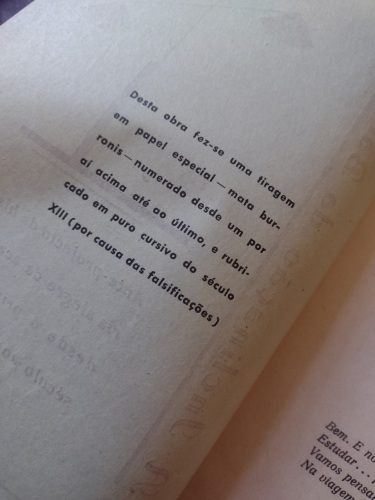 Desta obra fez-se uma tiragem
em papel especial — mata bur-
ronis — numerado desde um por
aí acima até ao último, e rubri-
cado em puro cursivo do século
XIII (por causa das falsificações)
Bem. E no
Estudar...
Vamos pensa
Na viagem